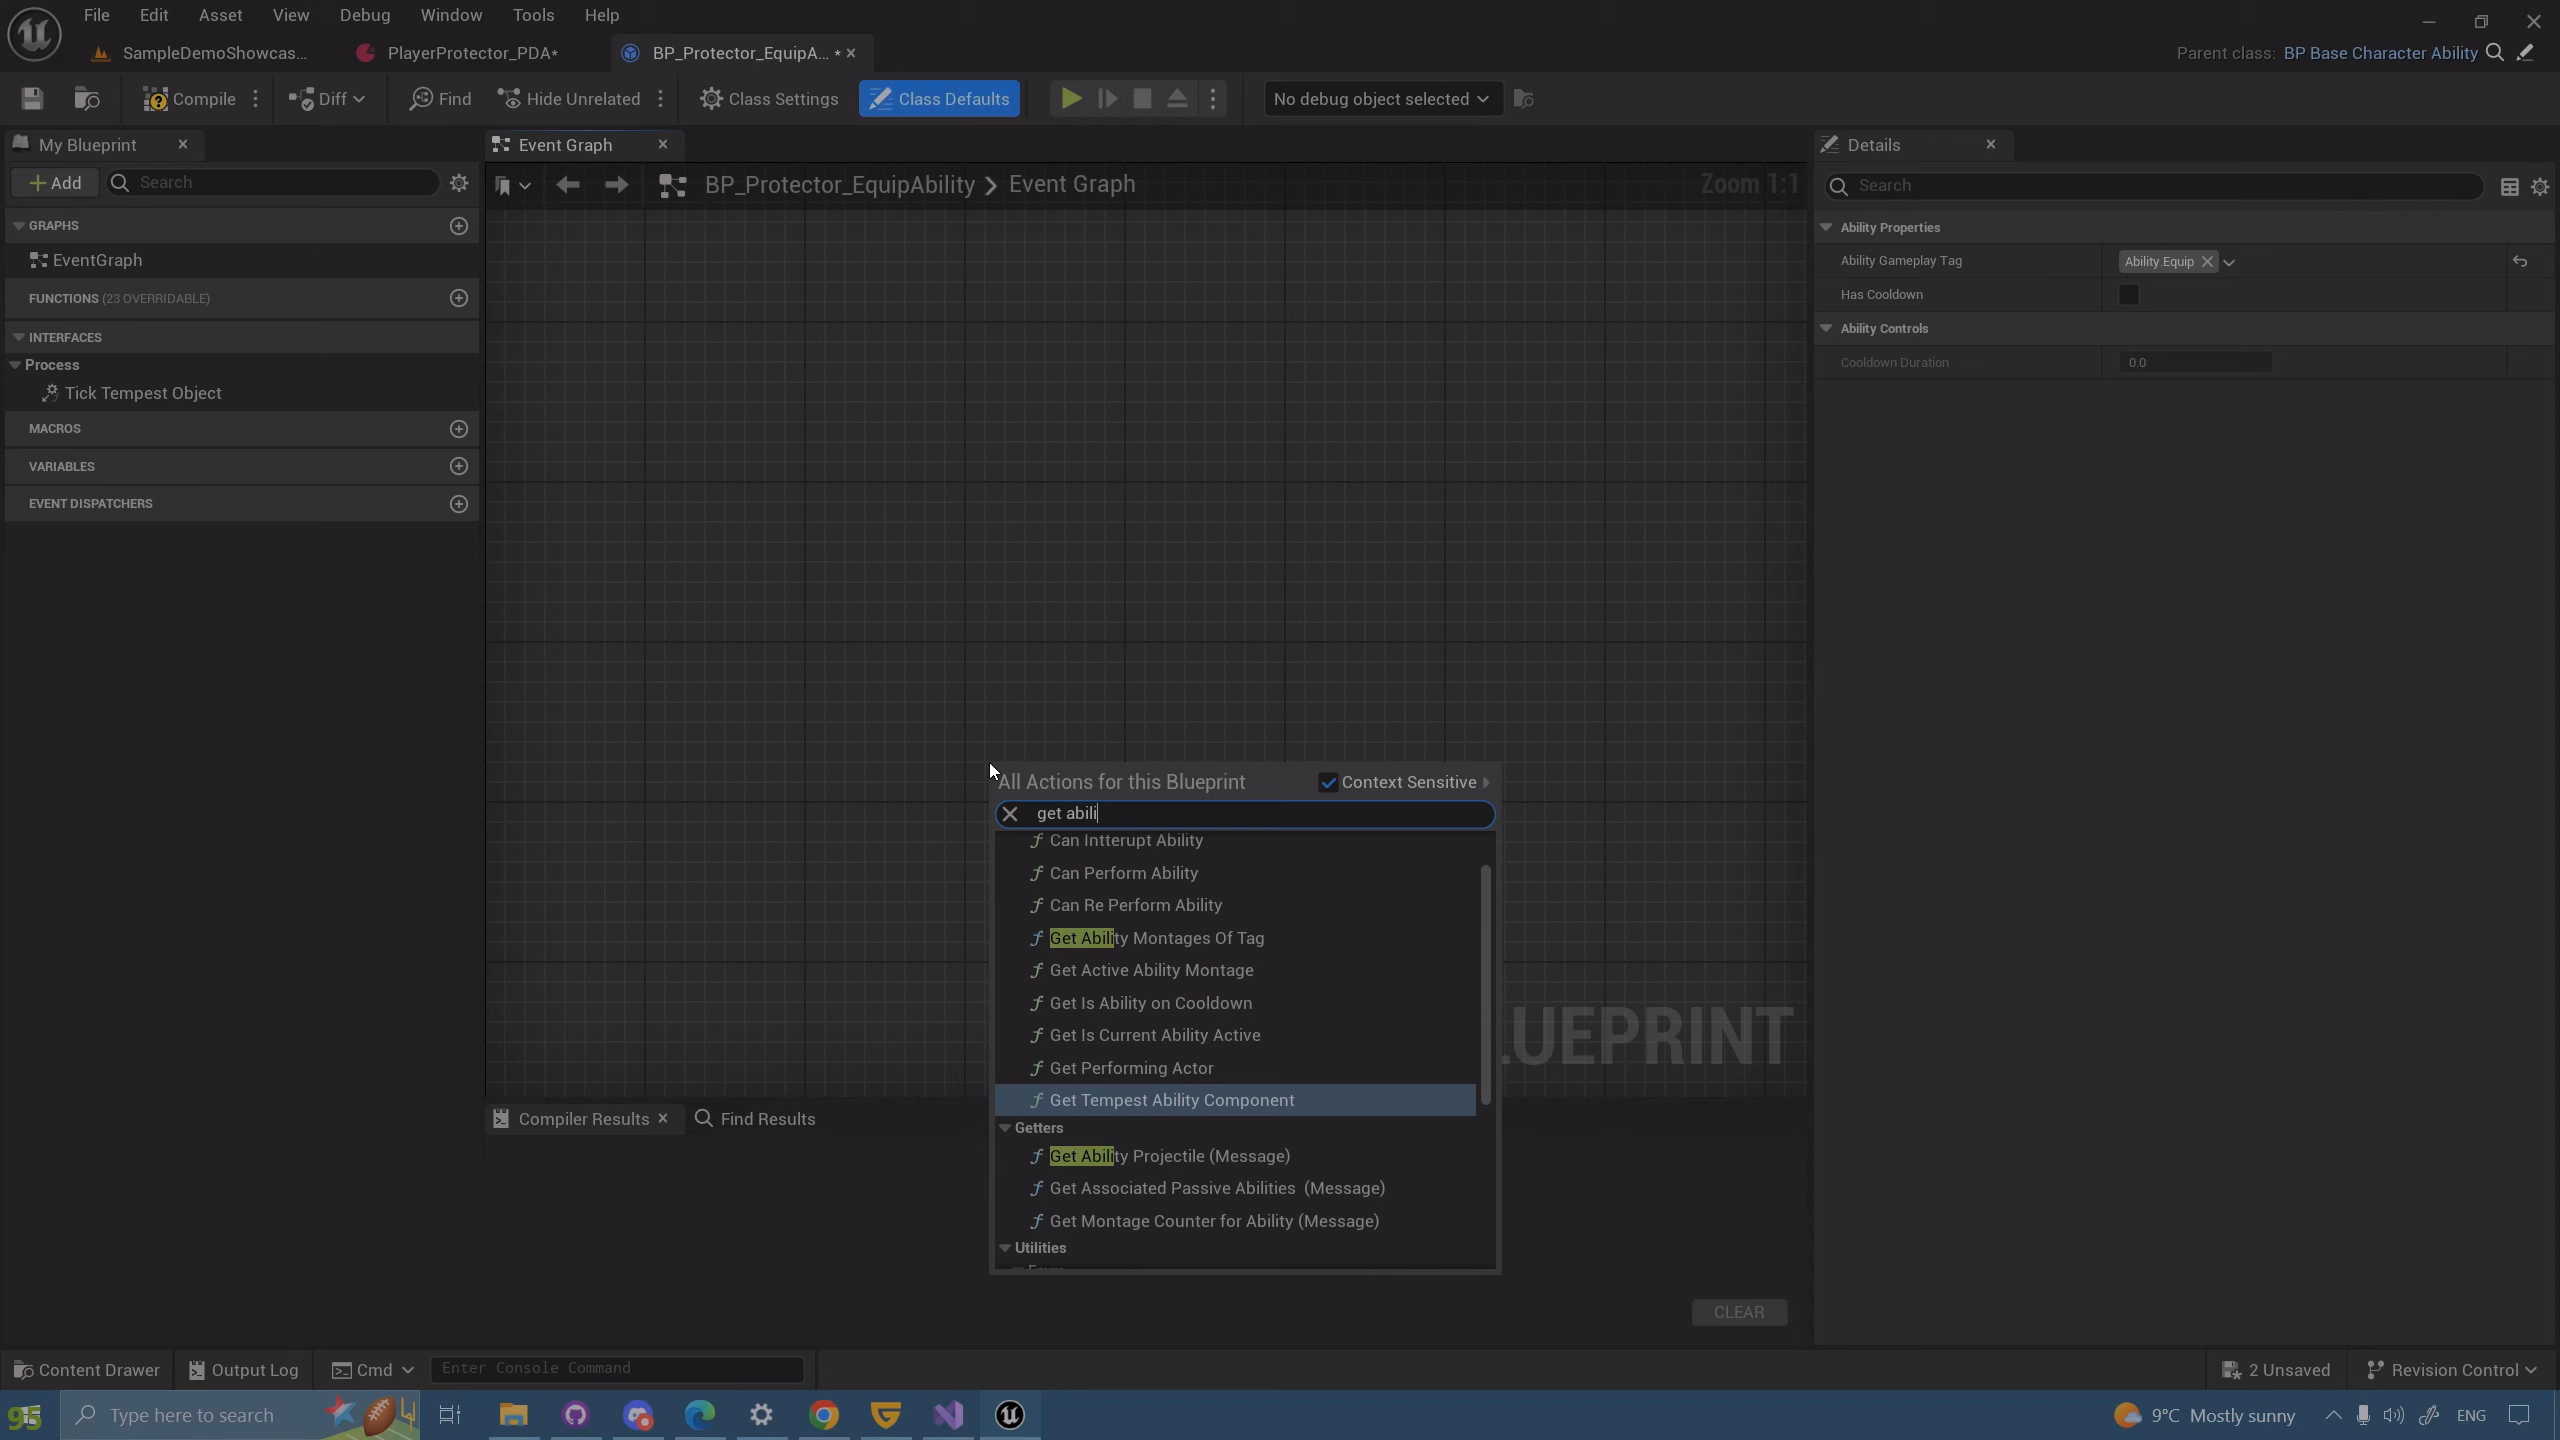 File Edit Asset View Debug Window Tools Help
SampleDemoShowcas... PlayerProtector_PDA* BP_Protector_EquipA... *
Parent class: BP Base Character Ability
Compile Diff Find Hide Unrelated Class Settings Class Defaults No debug object selected
My Blueprint Event Graph Details
Add Search
BP_Protector_EquipAbility > Event Graph Zoom 1:1
Search
GRAPHS
EventGraph
FUNCTIONS (23 OVERRIDABLE)
INTERFACES
Process
Tick Tempest Object
MACROS
VARIABLES
EVENT DISPATCHERS
Ability Properties
Ability Gameplay Tag Ability.Equip
Has Cooldown
Ability Controls
Cooldown Duration 0.0
All Actions for this Blueprint Context Sensitive
get abili
Can Intterupt Ability
Can Perform Ability
Can Re Perform Ability
Get Ability Montages Of Tag
Get Active Ability Montage
Get Is Ability on Cooldown
Get Is Current Ability Active
Get Performing Actor
Get Tempest Ability Component
Getters
Get Ability Projectile (Message)
Get Associated Passive Abilities (Message)
Get Montage Counter for Ability (Message)
Utilities
LUEPRINT
Compiler Results Find Results
CLEAR
Content Drawer Output Log Cmd Enter Console Command 2 Unsaved Revision Control
95 Type here to search 9°C Mostly sunny ENG